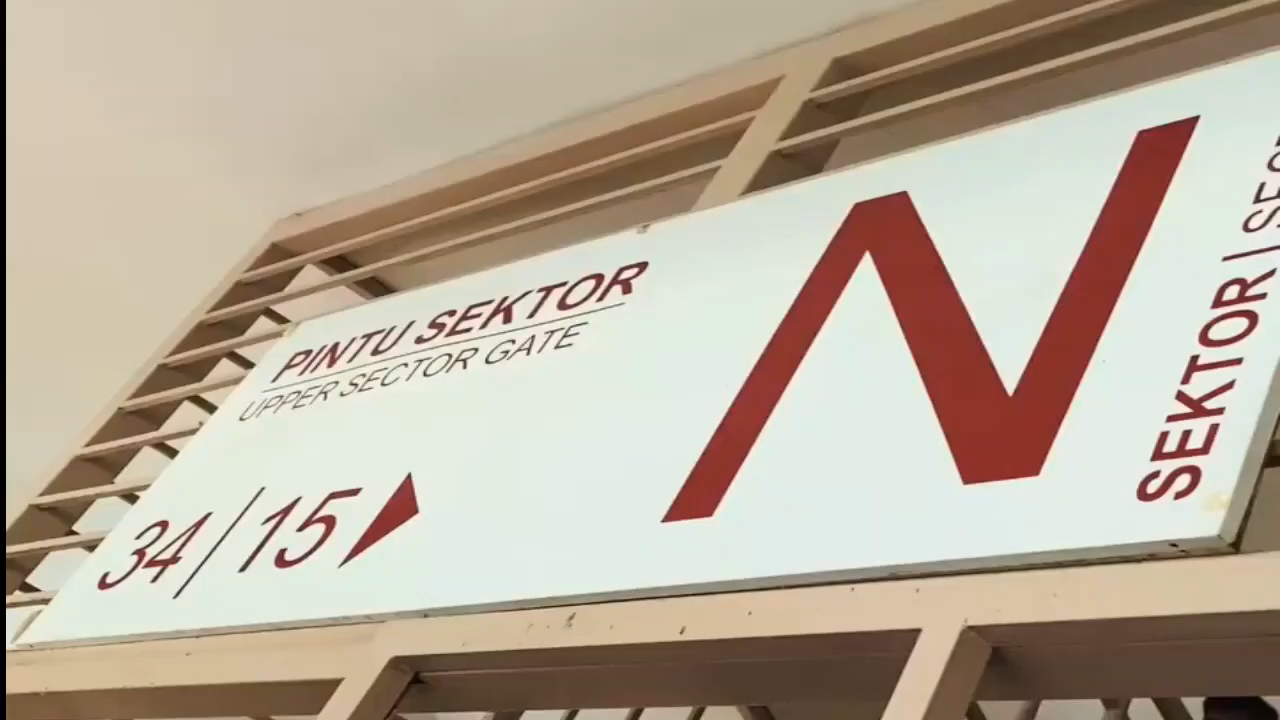 PINTU SEKTOR
UPPER SECTOR GATE
34/15
N
SEKTOR |